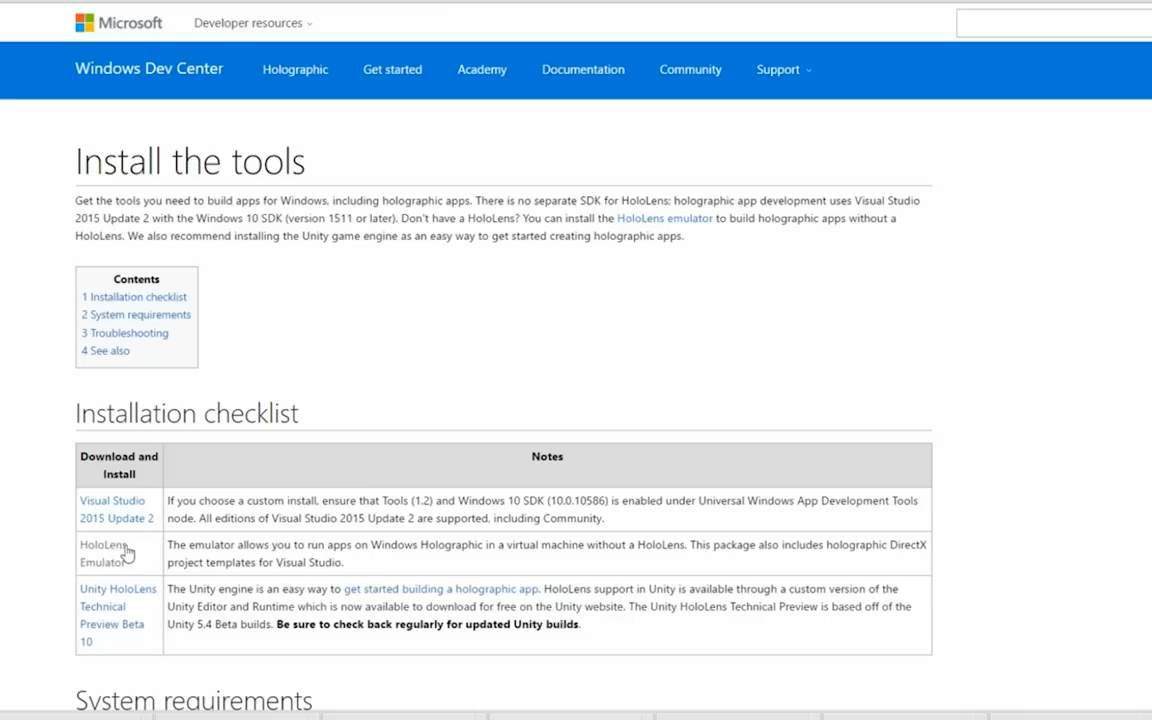 Microsoft
Developer resources
Windows Dev Center
Holographic
Get started
Academy
Documentation
Community
Support
Install the tools
Get the tools you need to build apps for Windows, including holographic apps. There is no separate SDK for HoloLens; holographic app development uses Visual Studio
2015 Update 2 with the Windows 10 SDK (version 1511 or later). Don't have a HoloLens? You can install the HoloLens emulator to build holographic apps without a
HoloLens. We also recommend installing the Unity game engine as an easy way to get started creating holographic apps.
Contents
1 Installation checklist
2 System requirements
3 Troubleshooting
4 See also
Installation checklist
Download and
Install
Notes
Visual Studio
2015 Update 2
If you choose a custom install, ensure that Tools (1.2) and Windows 10 SDK (10.0.10586) is enabled under Universal Windows App Development Tools
node. All editions of Visual Studio 2015 Update 2 are supported, including Community.
HoloLens
Emulator
The emulator allows you to run apps on Windows Holographic in a virtual machine without a HoloLens. This package also includes holographic DirectX
project templates for Visual Studio.
Unity HoloLens
Technical
Preview Beta
10
The Unity engine is an easy way to get started building a holographic app. HoloLens support in Unity is available through a custom version of the
Unity Editor and Runtime which is now available to download for free on the Unity website. The Unity HoloLens Technical Preview is based off of the
Unity 5.4 Beta builds. Be sure to check back regularly for updated Unity builds.
System requirements